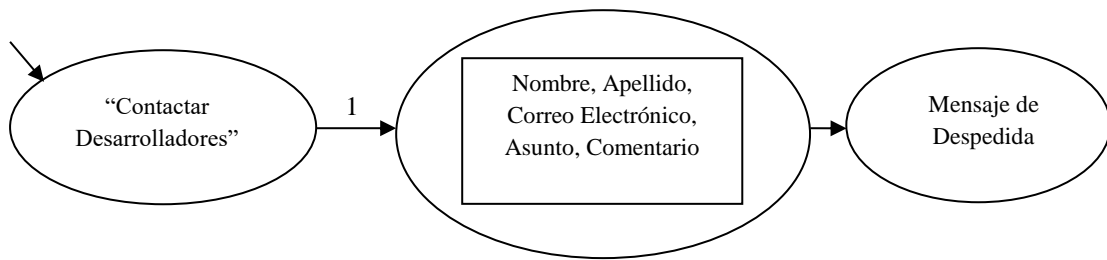 “Contactar
Desarrolladores”
1
Nombre, Apellido,
Correo Electrónico,
Asunto, Comentario
Mensaje de
Despedida